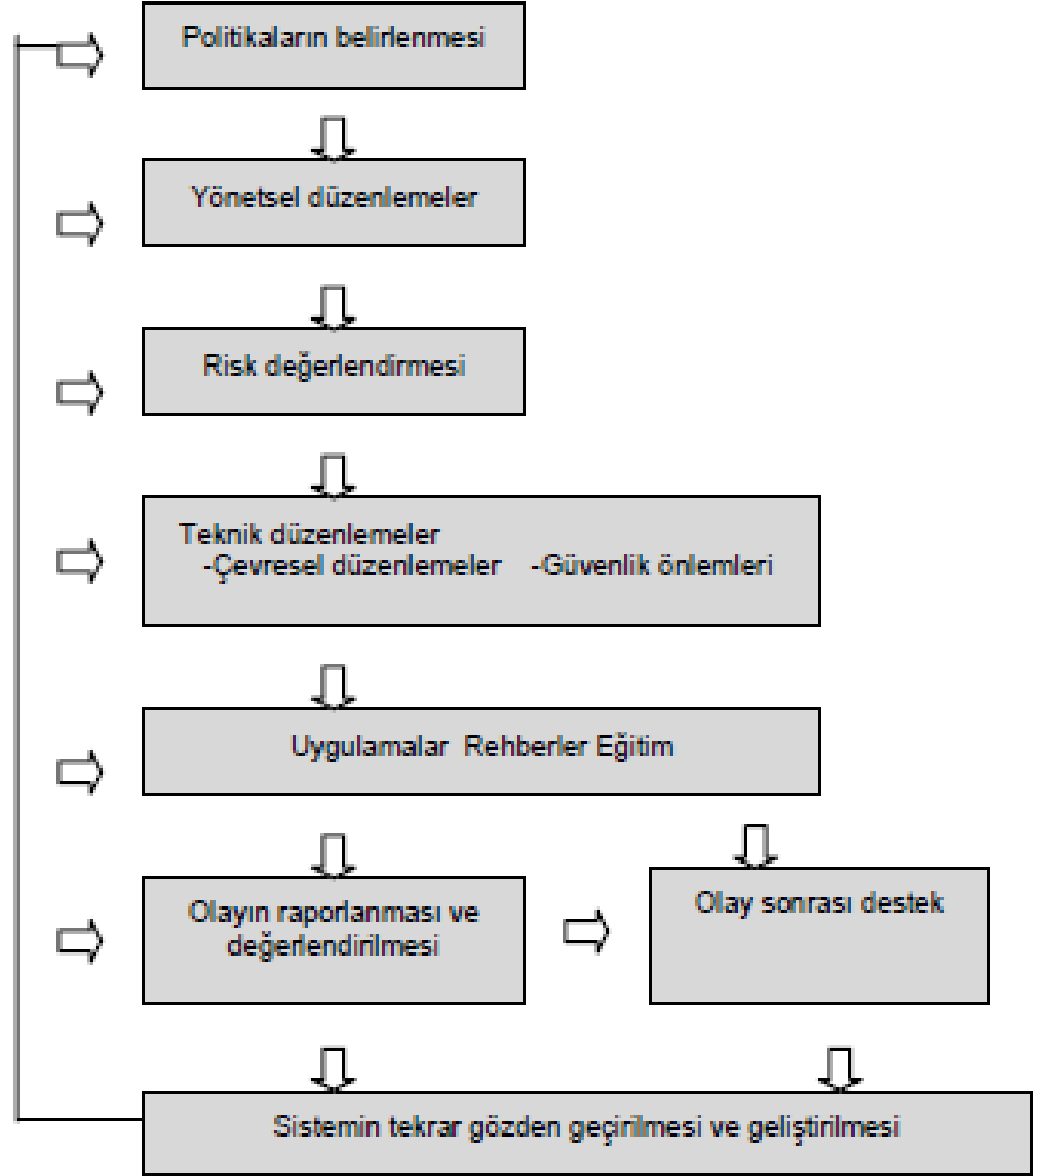 Politikaların belirlenmesi
Yönetsel düzenlemeler
Risk değerlendirmesi
Teknik düzenlemeler
-Çevresel düzenlemeler -Güvenlik önlemleri
Uygulamalar Rehberler Eğitim
Olayın raporlanması ve
değerlendirilmesi
Olay sonrası destek
Sistemin tekrar gözden geçirilmesi ve geliştirilmesi